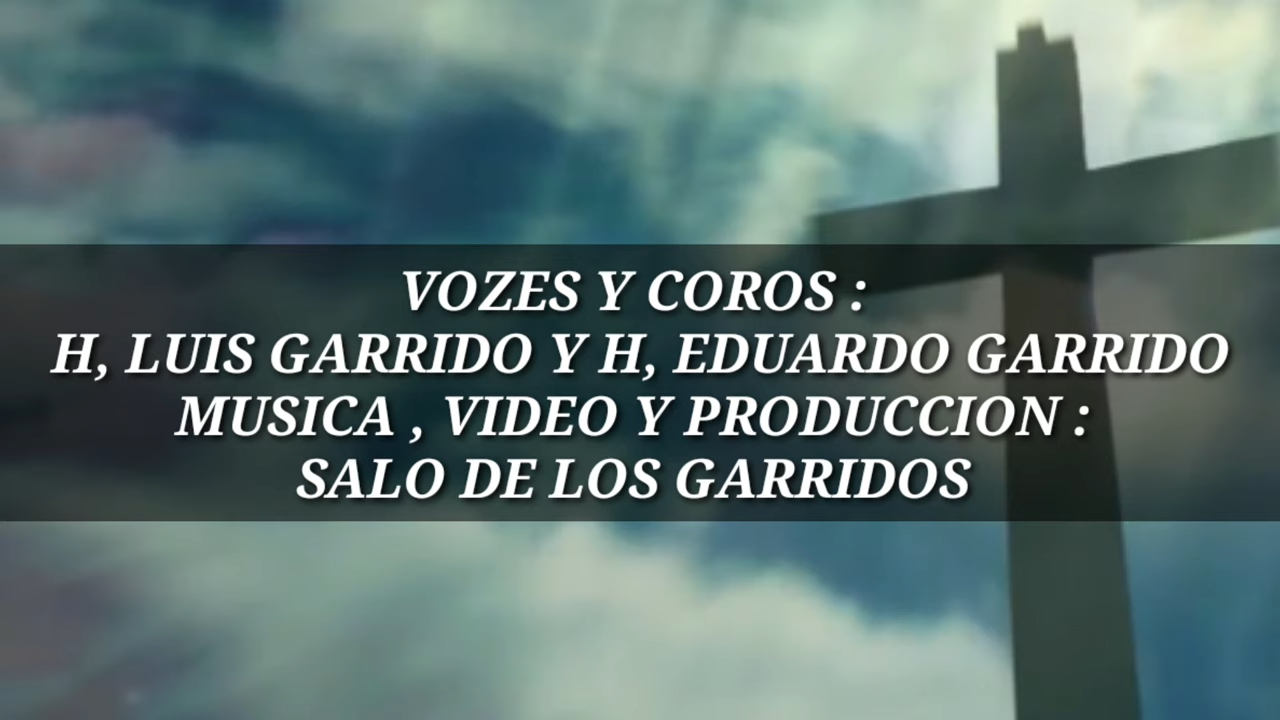 VOZES Y COROS :
H, LUIS GARRIDO Y H, EDUARDO GARRIDO
MUSICA , VIDEO Y PRODUCCION :
SALO DE LOS GARRIDOS